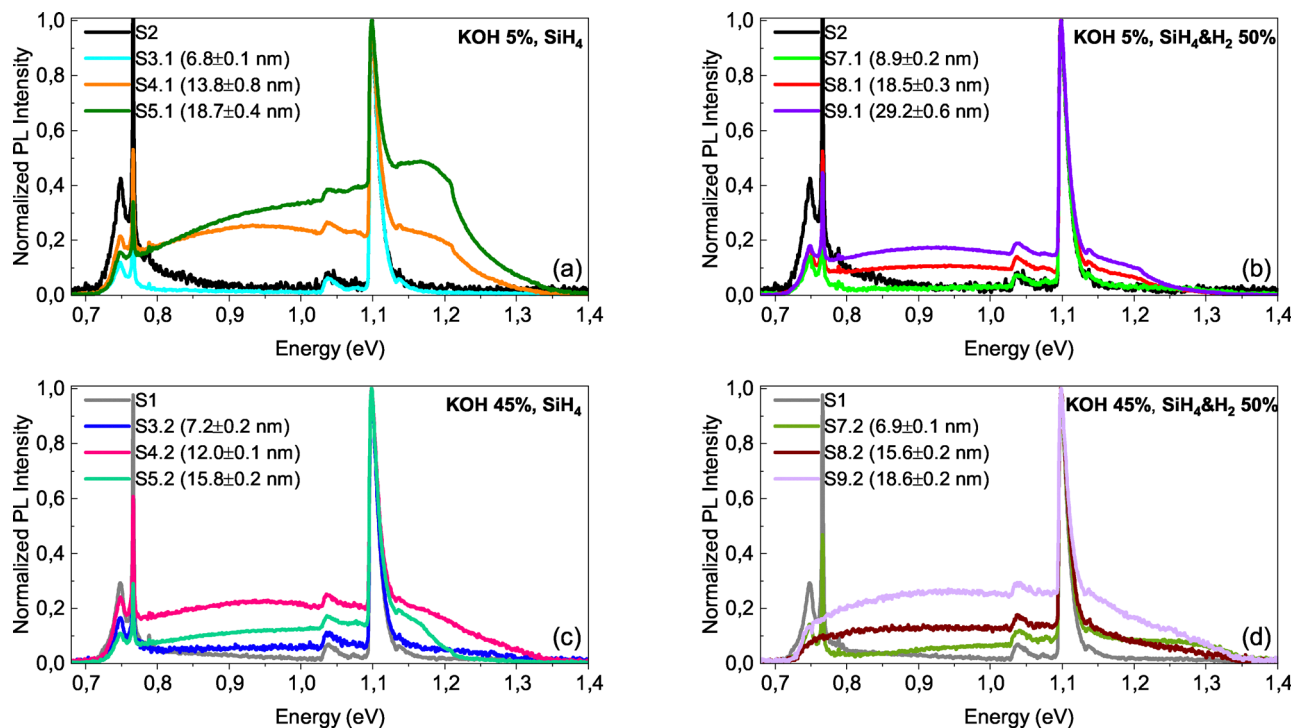 S2
S3.1 (6.8±0.1 nm)
S4.1 (13.8±0.8 nm)
S5.1 (18.7±0.4 nm)
KOH 5%, SiH₄
(a)
Normalized PL Intensity
1,0
0,8
0,6
0,4
0,2
0,0
0,7 0,8 0,9 1,0 1,1 1,2 1,3 1,4
Energy (eV)
S2
S7.1 (8.9±0.2 nm)
S8.1 (18.5±0.3 nm)
S9.1 (29.2±0.6 nm)
KOH 5%, SiH₄&H₂ 50%
(b)
Normalized PL Intensity
1,0
0,8
0,6
0,4
0,2
0,0
0,7 0,8 0,9 1,0 1,1 1,2 1,3 1,4
Energy (eV)
S1
S3.2 (7.2±0.2 nm)
S4.2 (12.0±0.1 nm)
S5.2 (15.8±0.2 nm)
KOH 45%, SiH₄
(c)
Normalized PL Intensity
1,0
0,8
0,6
0,4
0,2
0,0
0,7 0,8 0,9 1,0 1,1 1,2 1,3 1,4
Energy (eV)
S1
S7.2 (6.9±0.1 nm)
S8.2 (15.6±0.2 nm)
S9.2 (18.6±0.2 nm)
KOH 45%, SiH₄&H₂ 50%
(d)
Normalized PL Intensity
1,0
0,8
0,6
0,4
0,2
0,0
0,7 0,8 0,9 1,0 1,1 1,2 1,3 1,4
Energy (eV)